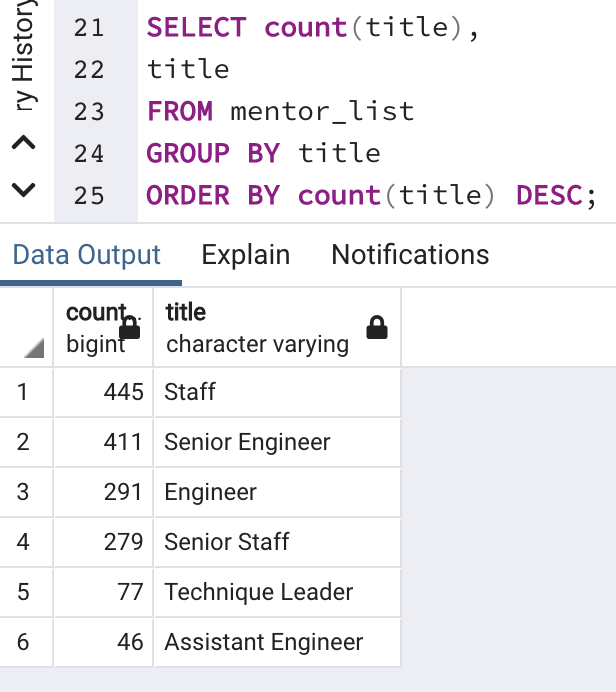 ry History
21 SELECT count(title),
22 title
23 FROM mentor_list
24 GROUP BY title
25 ORDER BY count(title) DESC;
Data Output Explain Notifications
count.. title
bigint character varying
1 445 Staff
2 411 Senior Engineer
3 291 Engineer
4 279 Senior Staff
5 77 Technique Leader
6 46 Assistant Engineer